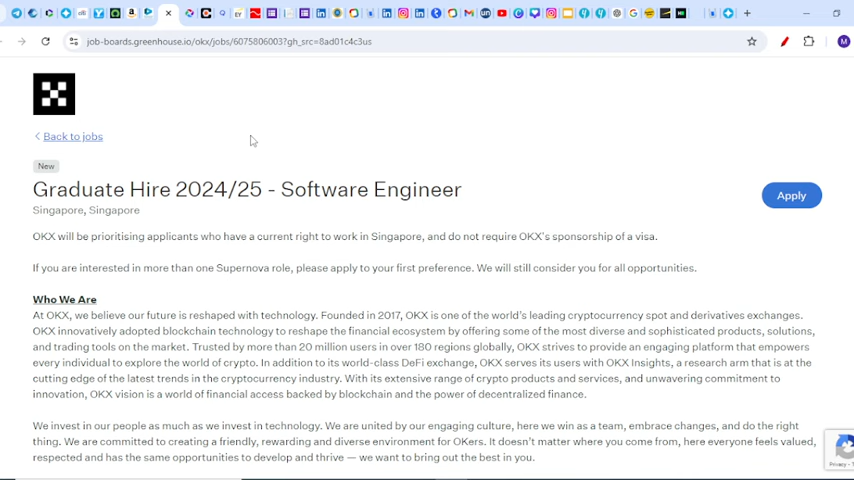 job-boards.greenhouse.io/okx/jobs/6075806003?gh_src=8ad01c4c3us
M
Back to jobs
New
Graduate Hire 2024/25 - Software Engineer
Apply
Singapore, Singapore
OKX will be prioritising applicants who have a current right to work in Singapore, and do not require OKX's sponsorship of a visa.
If you are interested in more than one Supernova role, please apply to your first preference. We will still consider you for all opportunities.
Who We Are
At OKX, we believe our future is reshaped with technology. Founded in 2017, OKX is one of the world's leading cryptocurrency spot and derivatives exchanges.
OKX innovatively adopted blockchain technology to reshape the financial ecosystem by offering some of the most diverse and sophisticated products, solutions,
and trading tools on the market. Trusted by more than 20 million users in over 180 regions globally, OKX strives to provide an engaging platform that empowers
every individual to explore the world of crypto. In addition to its world-class DeFi exchange, OKX serves its users with OKX Insights, a research arm that is at the
cutting edge of the latest trends in the cryptocurrency industry. With its extensive range of crypto products and services, and unwavering commitment to
innovation, OKX vision is a world of financial access backed by blockchain and the power of decentralized finance.
We invest in our people as much as we invest in technology. We are united by our engaging culture, here we win as a team, embrace changes, and do the right
thing. We are committed to creating a friendly, rewarding and diverse environment for OKers. It doesn't matter where you come from, here everyone feels valued,
respected and has the same opportunities to develop and thrive — we want to bring out the best in you.
Privacy - T